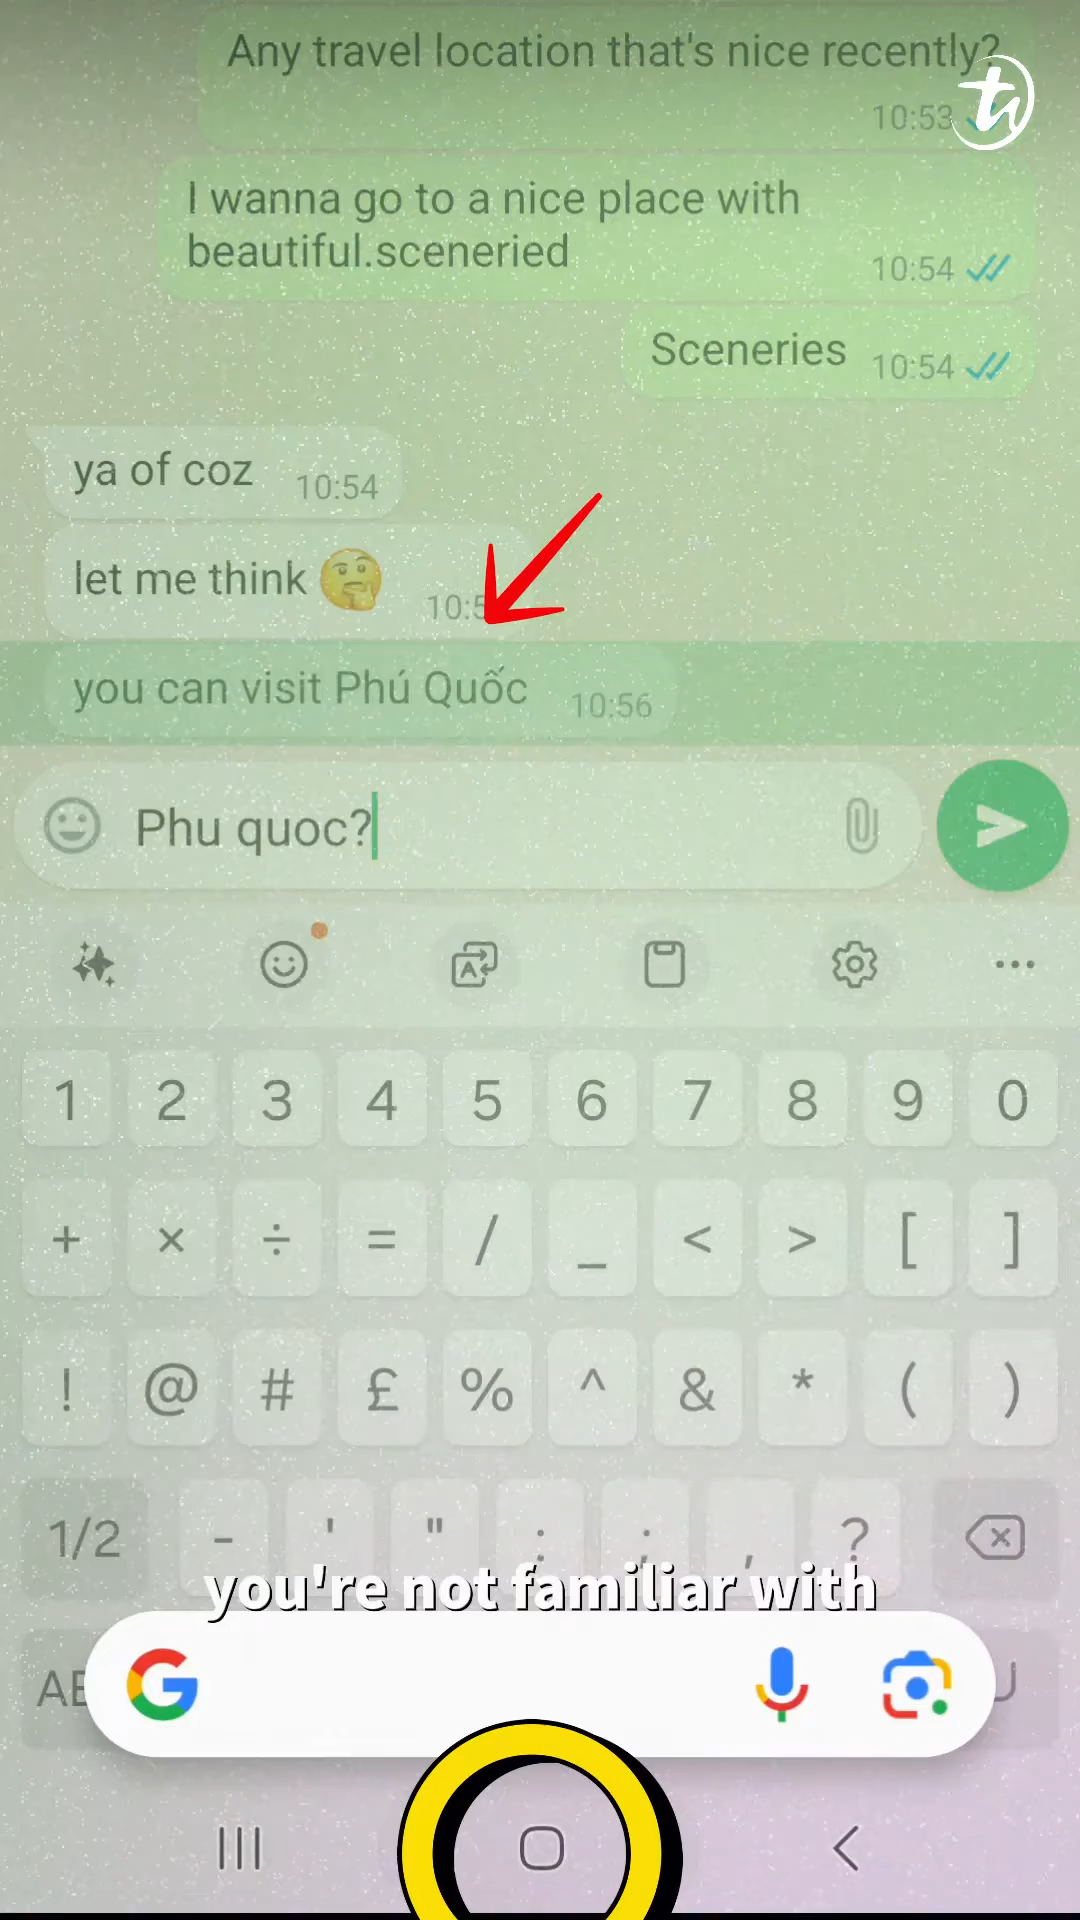 Any travel location that's nice recently?
10:53
I wanna go to a nice place with
beautiful.sceneried
10:54
Sceneries 10:54
ya of coz 10:54
let me think 🤔
you can visit Phú Quốc 10:56
Phu quoc?
1 2 3 4 5 6 7 8 9 0
+ × ÷ = / _ < > [ ]
! @ # £ % ^ & * ( )
1/2 - ' " : ; , ?
you're not familiar with
G